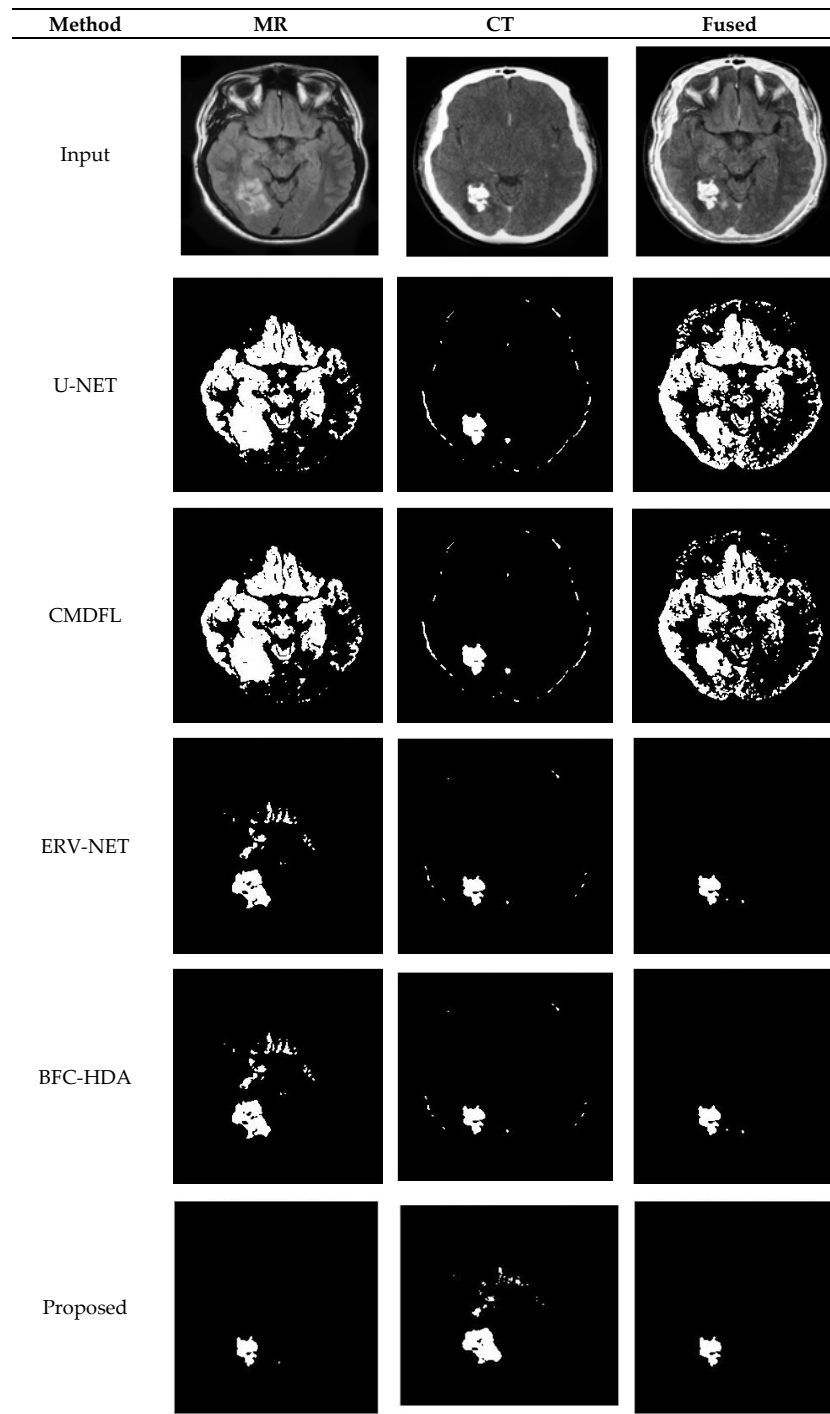 Method MR CT Fused
Input
U-NET
CMDFL
ERV-NET
BFC-HDA
Proposed